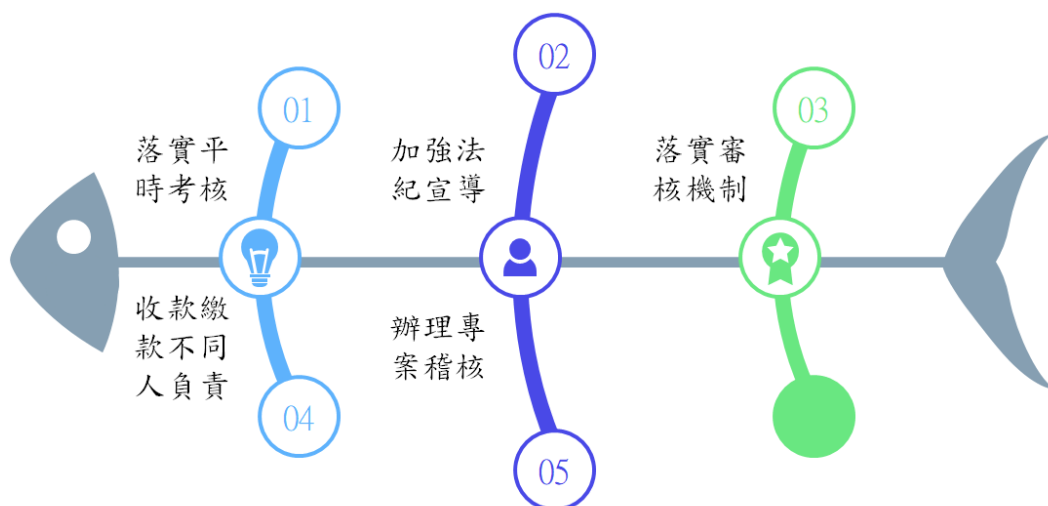 01
落實平
時考核
02
加強法
紀宣導
03
落實審
核機制
收款繳
款不同
人負責
04
辦理專
案稽核
05